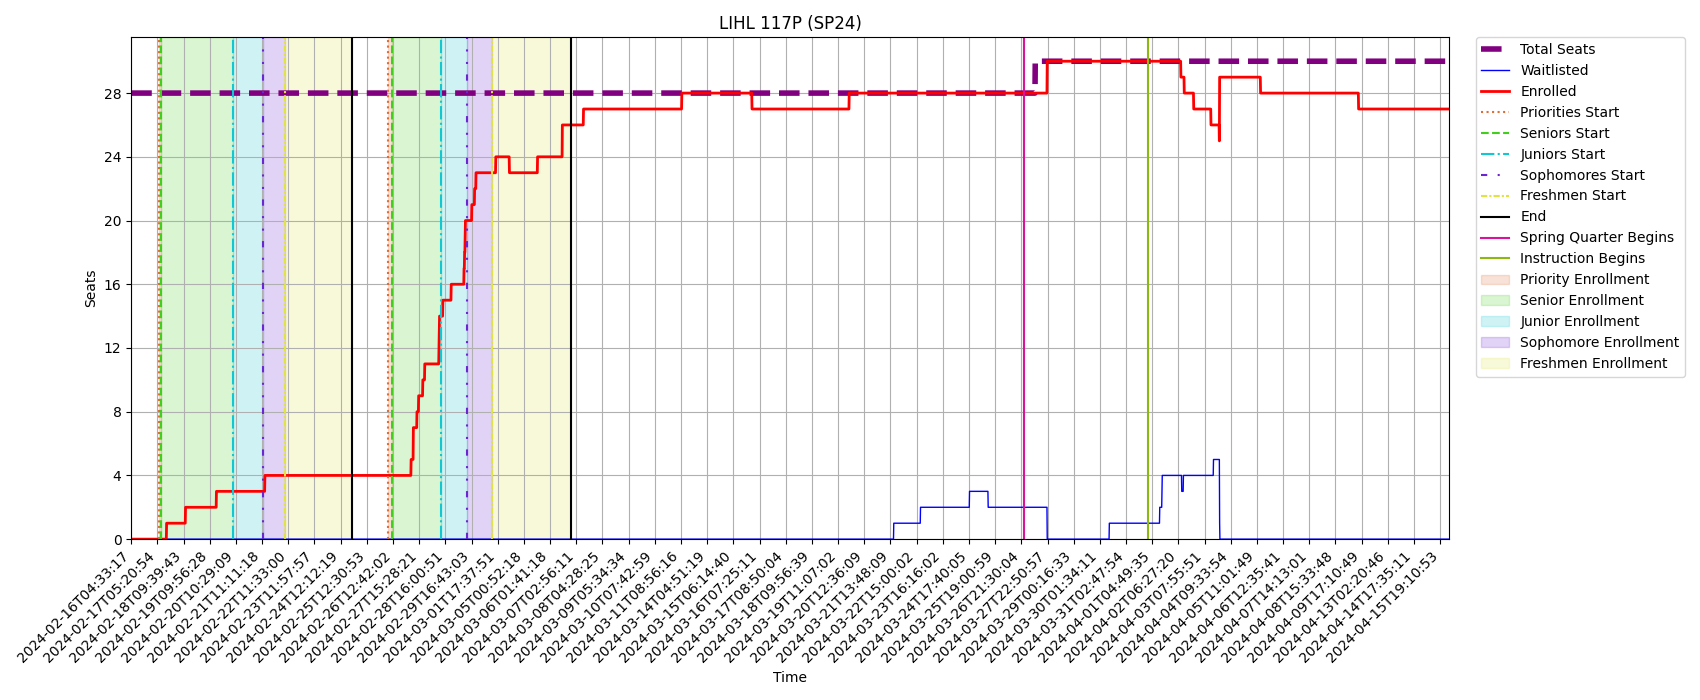 LIHL 117P (SP24)
Seats
28
24
20
16
12
8
4
0
2024-02-16T04:33:17
2024-02-17T05:20:54
2024-02-18T09:39:43
2024-02-19T09:56:28
2024-02-20T10:29:09
2024-02-21T11:11:18
2024-02-22T11:33:00
2024-02-23T11:57:57
2024-02-24T12:12:19
2024-02-25T12:30:53
2024-02-26T12:42:02
2024-02-27T15:28:21
2024-02-29T16:00:51
2024-02-29T16:43:03
2024-03-01T17:37:51
2024-03-05T00:52:18
2024-03-06T01:41:18
2024-03-07T02:56:11
2024-03-08T04:28:25
2024-03-09T05:34:34
2024-03-10T07:42:59
2024-03-11T08:56:16
2024-03-14T04:51:19
2024-03-15T06:14:40
2024-03-16T07:25:11
2024-03-17T08:50:04
2024-03-18T09:56:39
2024-03-19T11:07:02
2024-03-20T12:36:09
2024-03-21T13:48:09
2024-03-22T15:00:02
2024-03-23T16:16:02
2024-03-24T17:40:05
2024-03-25T19:00:59
2024-03-26T21:30:04
2024-03-27T22:50:57
2024-03-29T00:16:33
2024-03-30T01:34:11
2024-03-31T02:47:54
2024-04-01T04:49:35
2024-04-02T06:27:20
2024-04-03T07:55:51
2024-04-04T09:33:54
2024-04-05T11:01:49
2024-04-06T12:35:41
2024-04-07T14:13:01
2024-04-08T15:33:48
2024-04-09T17:10:49
2024-04-13T02:20:46
2024-04-14T17:35:11
2024-04-15T19:10:53
Time
Total Seats
Waitlisted
Enrolled
Priorities Start
Seniors Start
Juniors Start
Sophomores Start
Freshmen Start
End
Spring Quarter Begins
Instruction Begins
Priority Enrollment
Senior Enrollment
Junior Enrollment
Sophomore Enrollment
Freshmen Enrollment